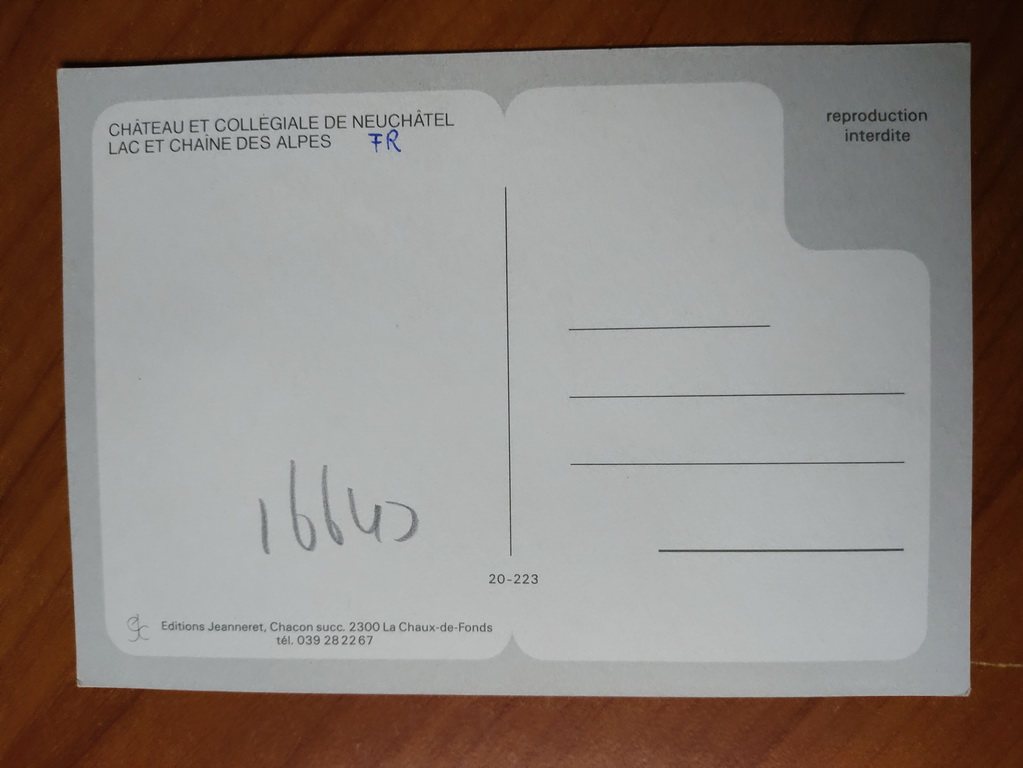 CHÂTEAU ET COLLÉGIALE DE NEUCHÂTEL
LAC ET CHAÎNE DES ALPES FR
reproduction
interdite
20-223
Editions Jeanneret, Chacon succ. 2300 La Chaux-de-Fonds
tél. 039 28 22 67